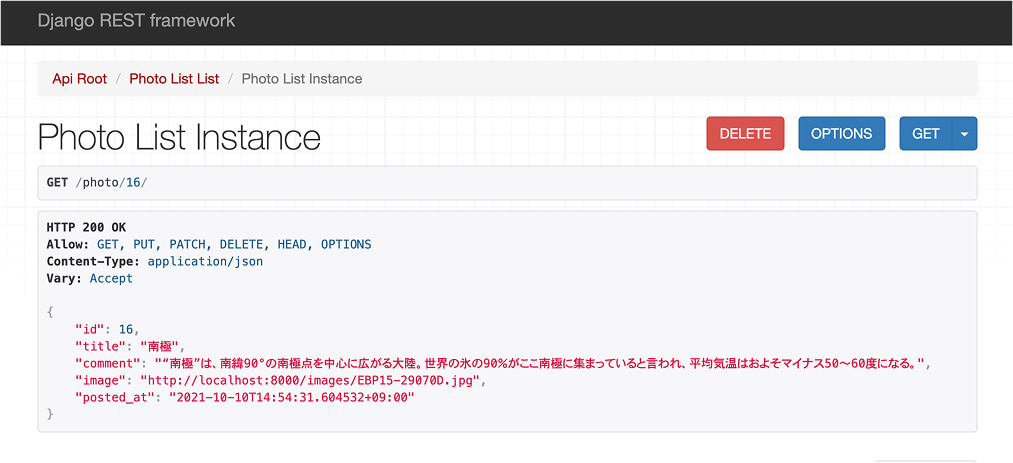 Django REST framework
Api Root / Photo List List / Photo List Instance
Photo List Instance
DELETE
OPTIONS
GET
GET /photo/16/
HTTP 200 OK
Allow: GET, PUT, PATCH, DELETE, HEAD, OPTIONS
Content-Type: application/json
Vary: Accept
{
"id": 16,
"title": "南極",
"comment": "“南極”は、南緯90°の南極点を中心に広がる大陸。世界の氷の90%がここ南極に集まっていると言われ、平均気温はおよそマイナス50〜60度になる。",
"image": "http://localhost:8000/images/EBP15-29070D.jpg",
"posted_at": "2021-10-10T14:54:31.604532+09:00"
}